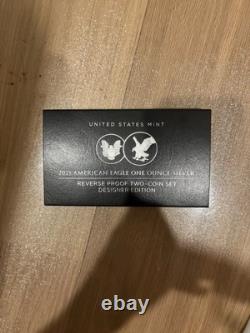 UNITED STATES MINT
2021 AMERICAN EAGLE ONE OUNCE SILVER
REVERSE PROOF TWO-COIN SET
DESIGNER EDITION